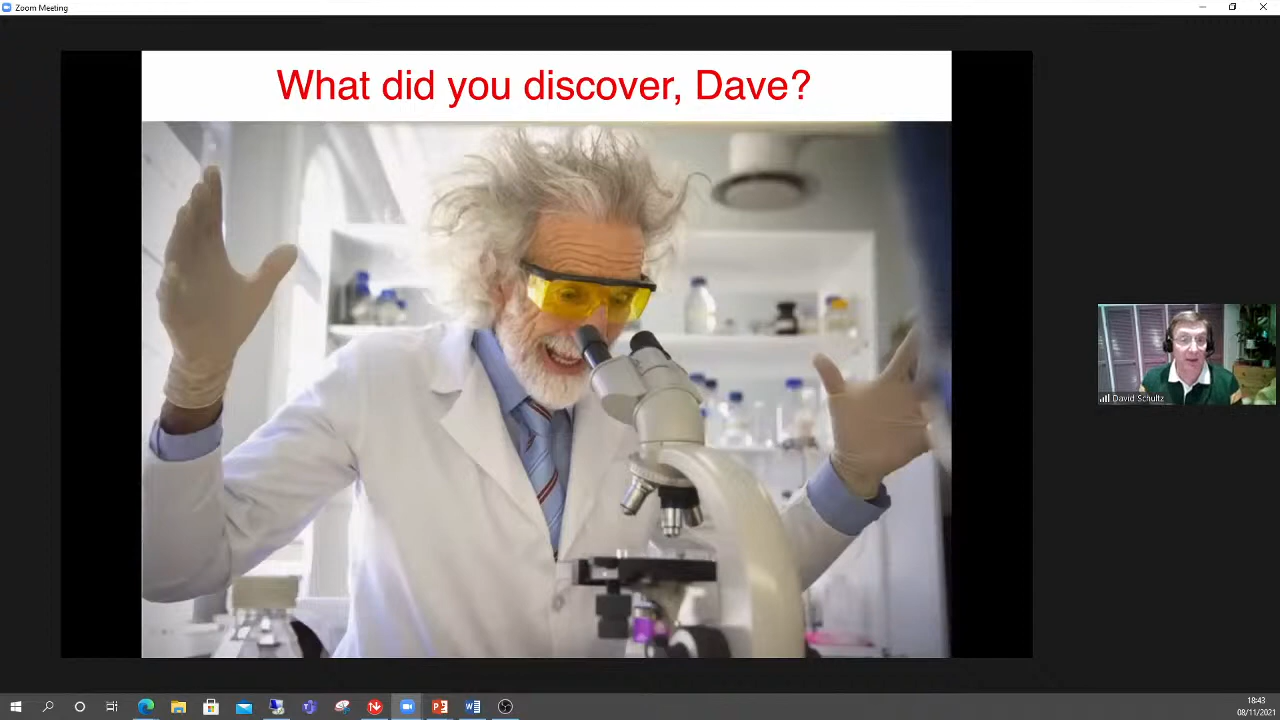 Zoom Meeting
What did you discover, Dave?
David Schultz
18:43
08/11/2021